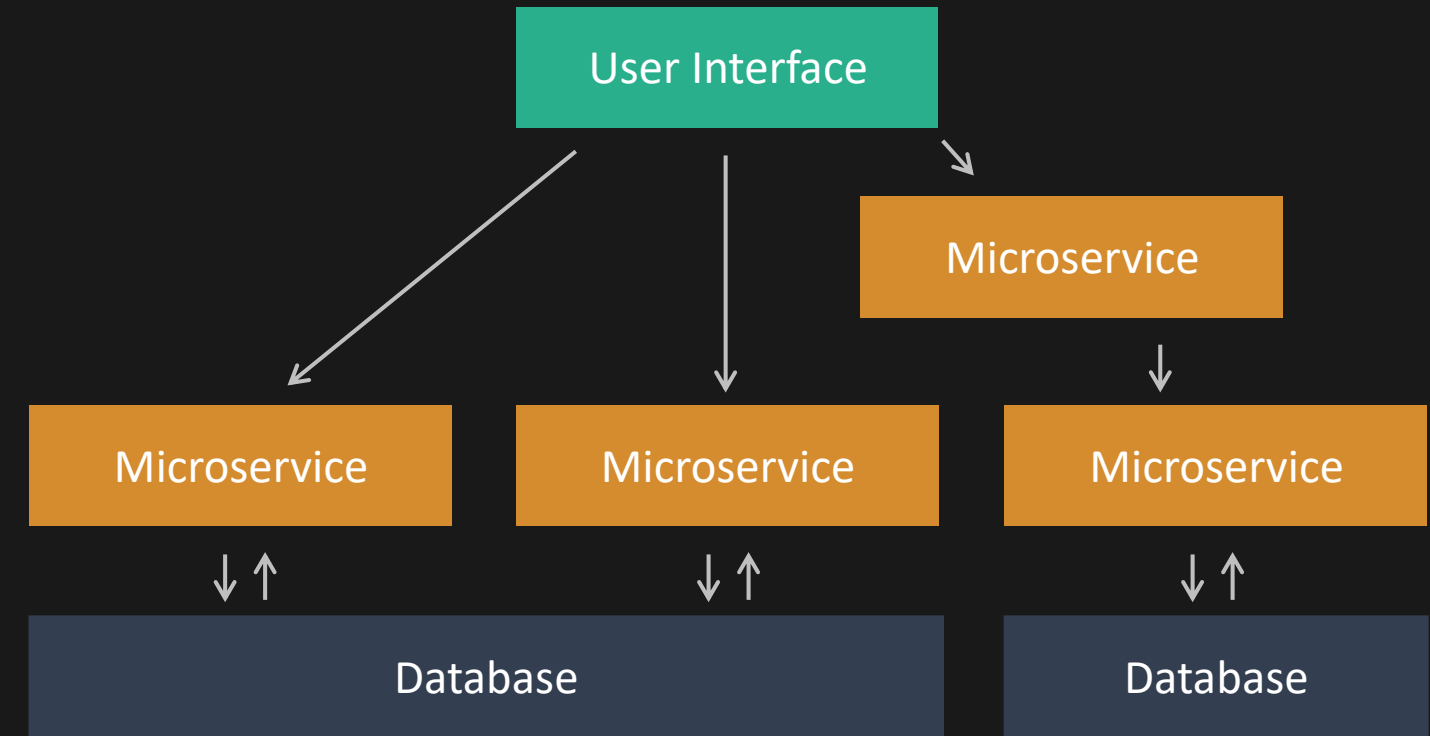 User Interface
Microservice
Microservice
Microservice
Microservice
Database
Database